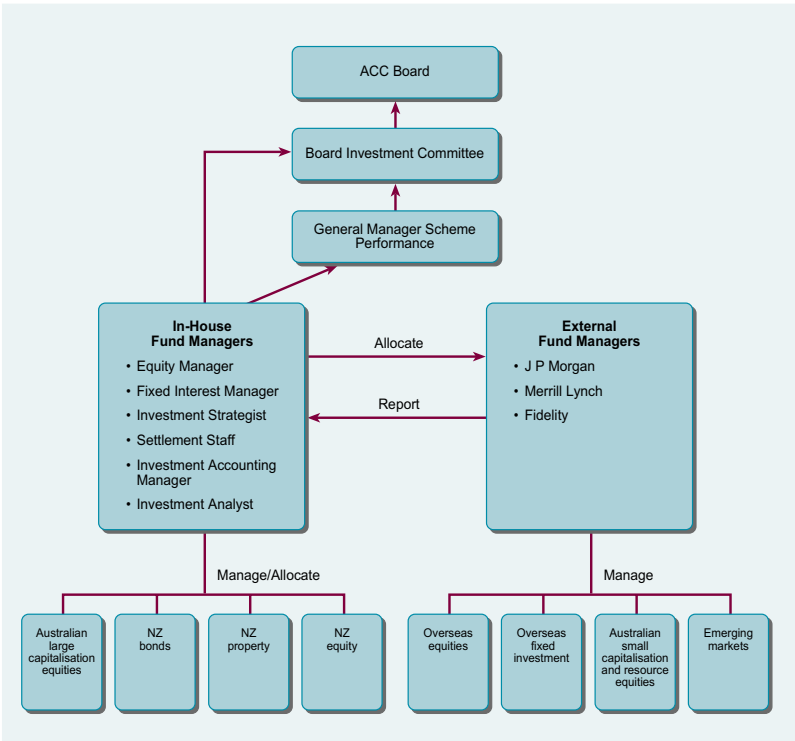 ACC Board
Board Investment Committee
General Manager Scheme
Performance
In-House
Fund Managers
• Equity Manager
• Fixed Interest Manager
• Investment Strategist
• Settlement Staff
• Investment Accounting
Manager
• Investment Analyst
Allocate
Report
External
Fund Managers
• J P Morgan
• Merrill Lynch
• Fidelity
Manage/Allocate
Manage
Australian
large
capitalisation
equities
NZ
bonds
NZ
property
NZ
equity
Overseas
equities
Overseas
fixed
investment
Australian
small
capitalisation
and resource
equities
Emerging
markets